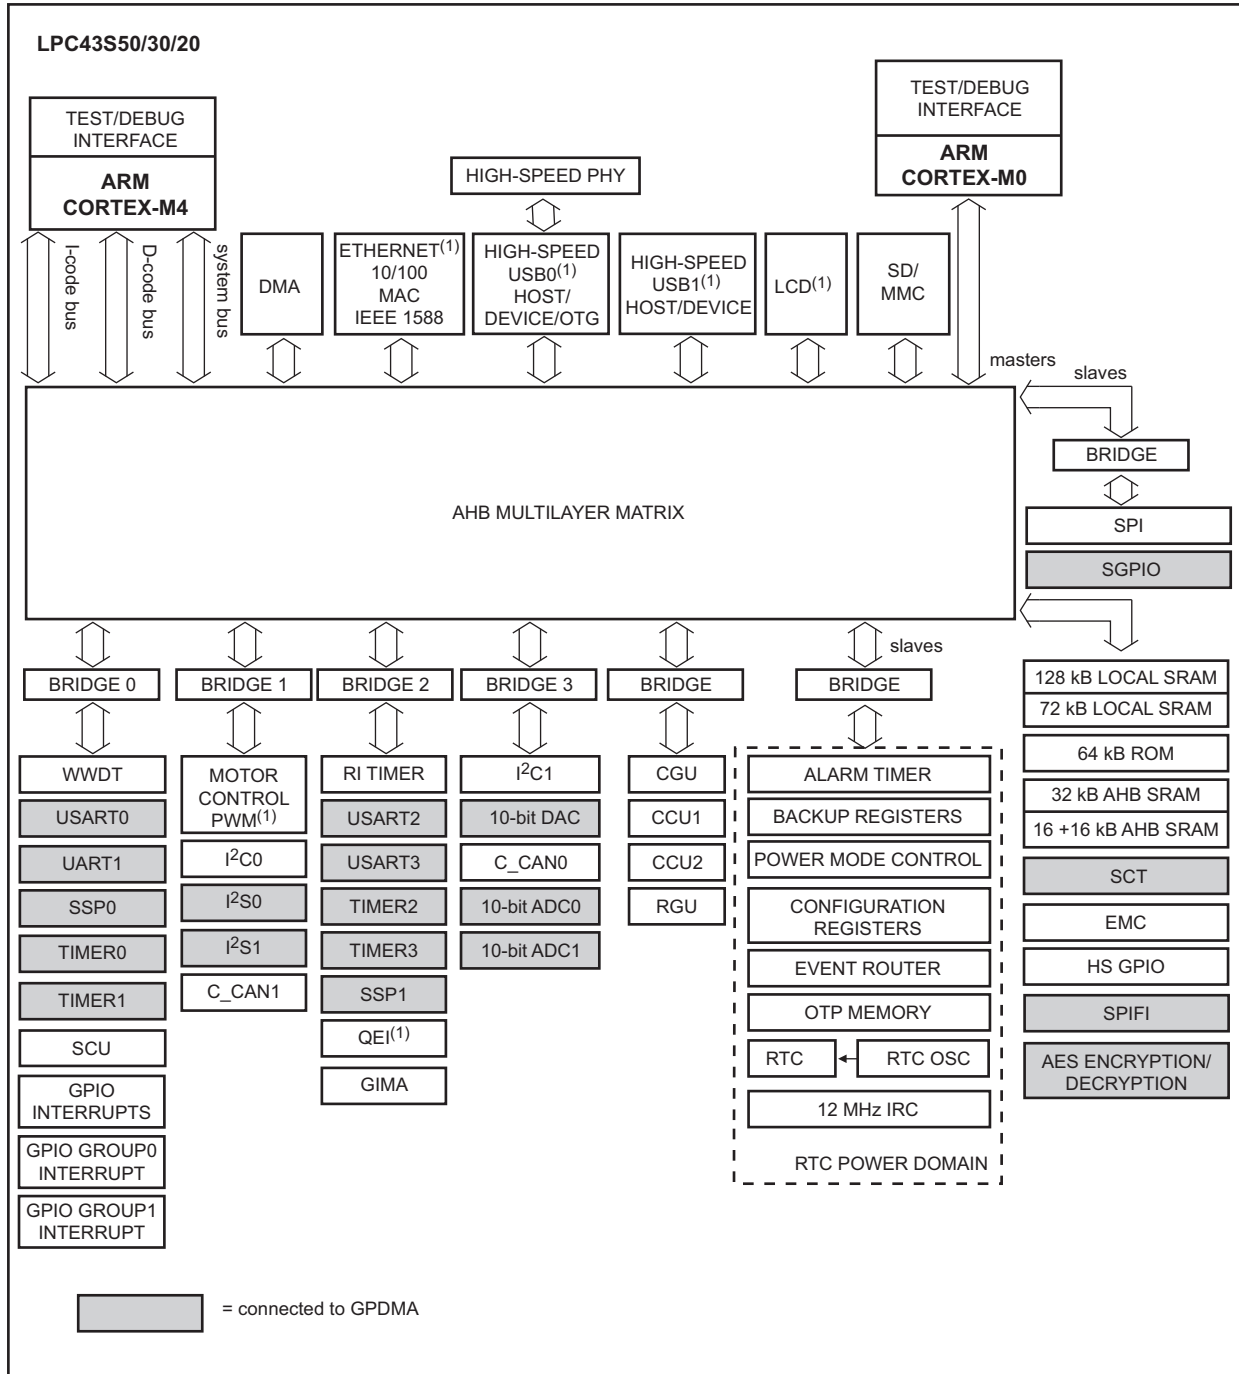 LPC43S50/30/20
TEST/DEBUG
INTERFACE
ARM
CORTEX-M4
TEST/DEBUG
INTERFACE
ARM
CORTEX-M0
HIGH-SPEED PHY
I-code bus
D-code bus
system bus
DMA
ETHERNET(1)
10/100
MAC
IEEE 1588
HIGH-SPEED
USB0(1)
HOST/
DEVICE/OTG
HIGH-SPEED
USB1(1)
HOST/DEVICE
LCD(1)
SD/
MMC
masters
slaves
BRIDGE
SPI
SGPIO
AHB MULTILAYER MATRIX
slaves
BRIDGE 0
BRIDGE 1
BRIDGE 2
BRIDGE 3
BRIDGE
BRIDGE
WWDT
USART0
UART1
SSP0
TIMER0
TIMER1
SCU
GPIO
INTERRUPTS
GPIO GROUP0
INTERRUPT
GPIO GROUP1
INTERRUPT
MOTOR
CONTROL
PWM(1)
I2C0
I2S0
I2S1
C_CAN1
RI TIMER
USART2
USART3
TIMER2
TIMER3
SSP1
QEI(1)
GIMA
I2C1
10-bit DAC
C_CAN0
10-bit ADC0
10-bit ADC1
CGU
CCU1
CCU2
RGU
ALARM TIMER
BACKUP REGISTERS
POWER MODE CONTROL
CONFIGURATION
REGISTERS
EVENT ROUTER
OTP MEMORY
RTC
RTC OSC
12 MHz IRC
RTC POWER DOMAIN
128 kB LOCAL SRAM
72 kB LOCAL SRAM
64 kB ROM
32 kB AHB SRAM
16 +16 kB AHB SRAM
SCT
EMC
HS GPIO
SPIFI
AES ENCRYPTION/
DECRYPTION
= connected to GPDMA